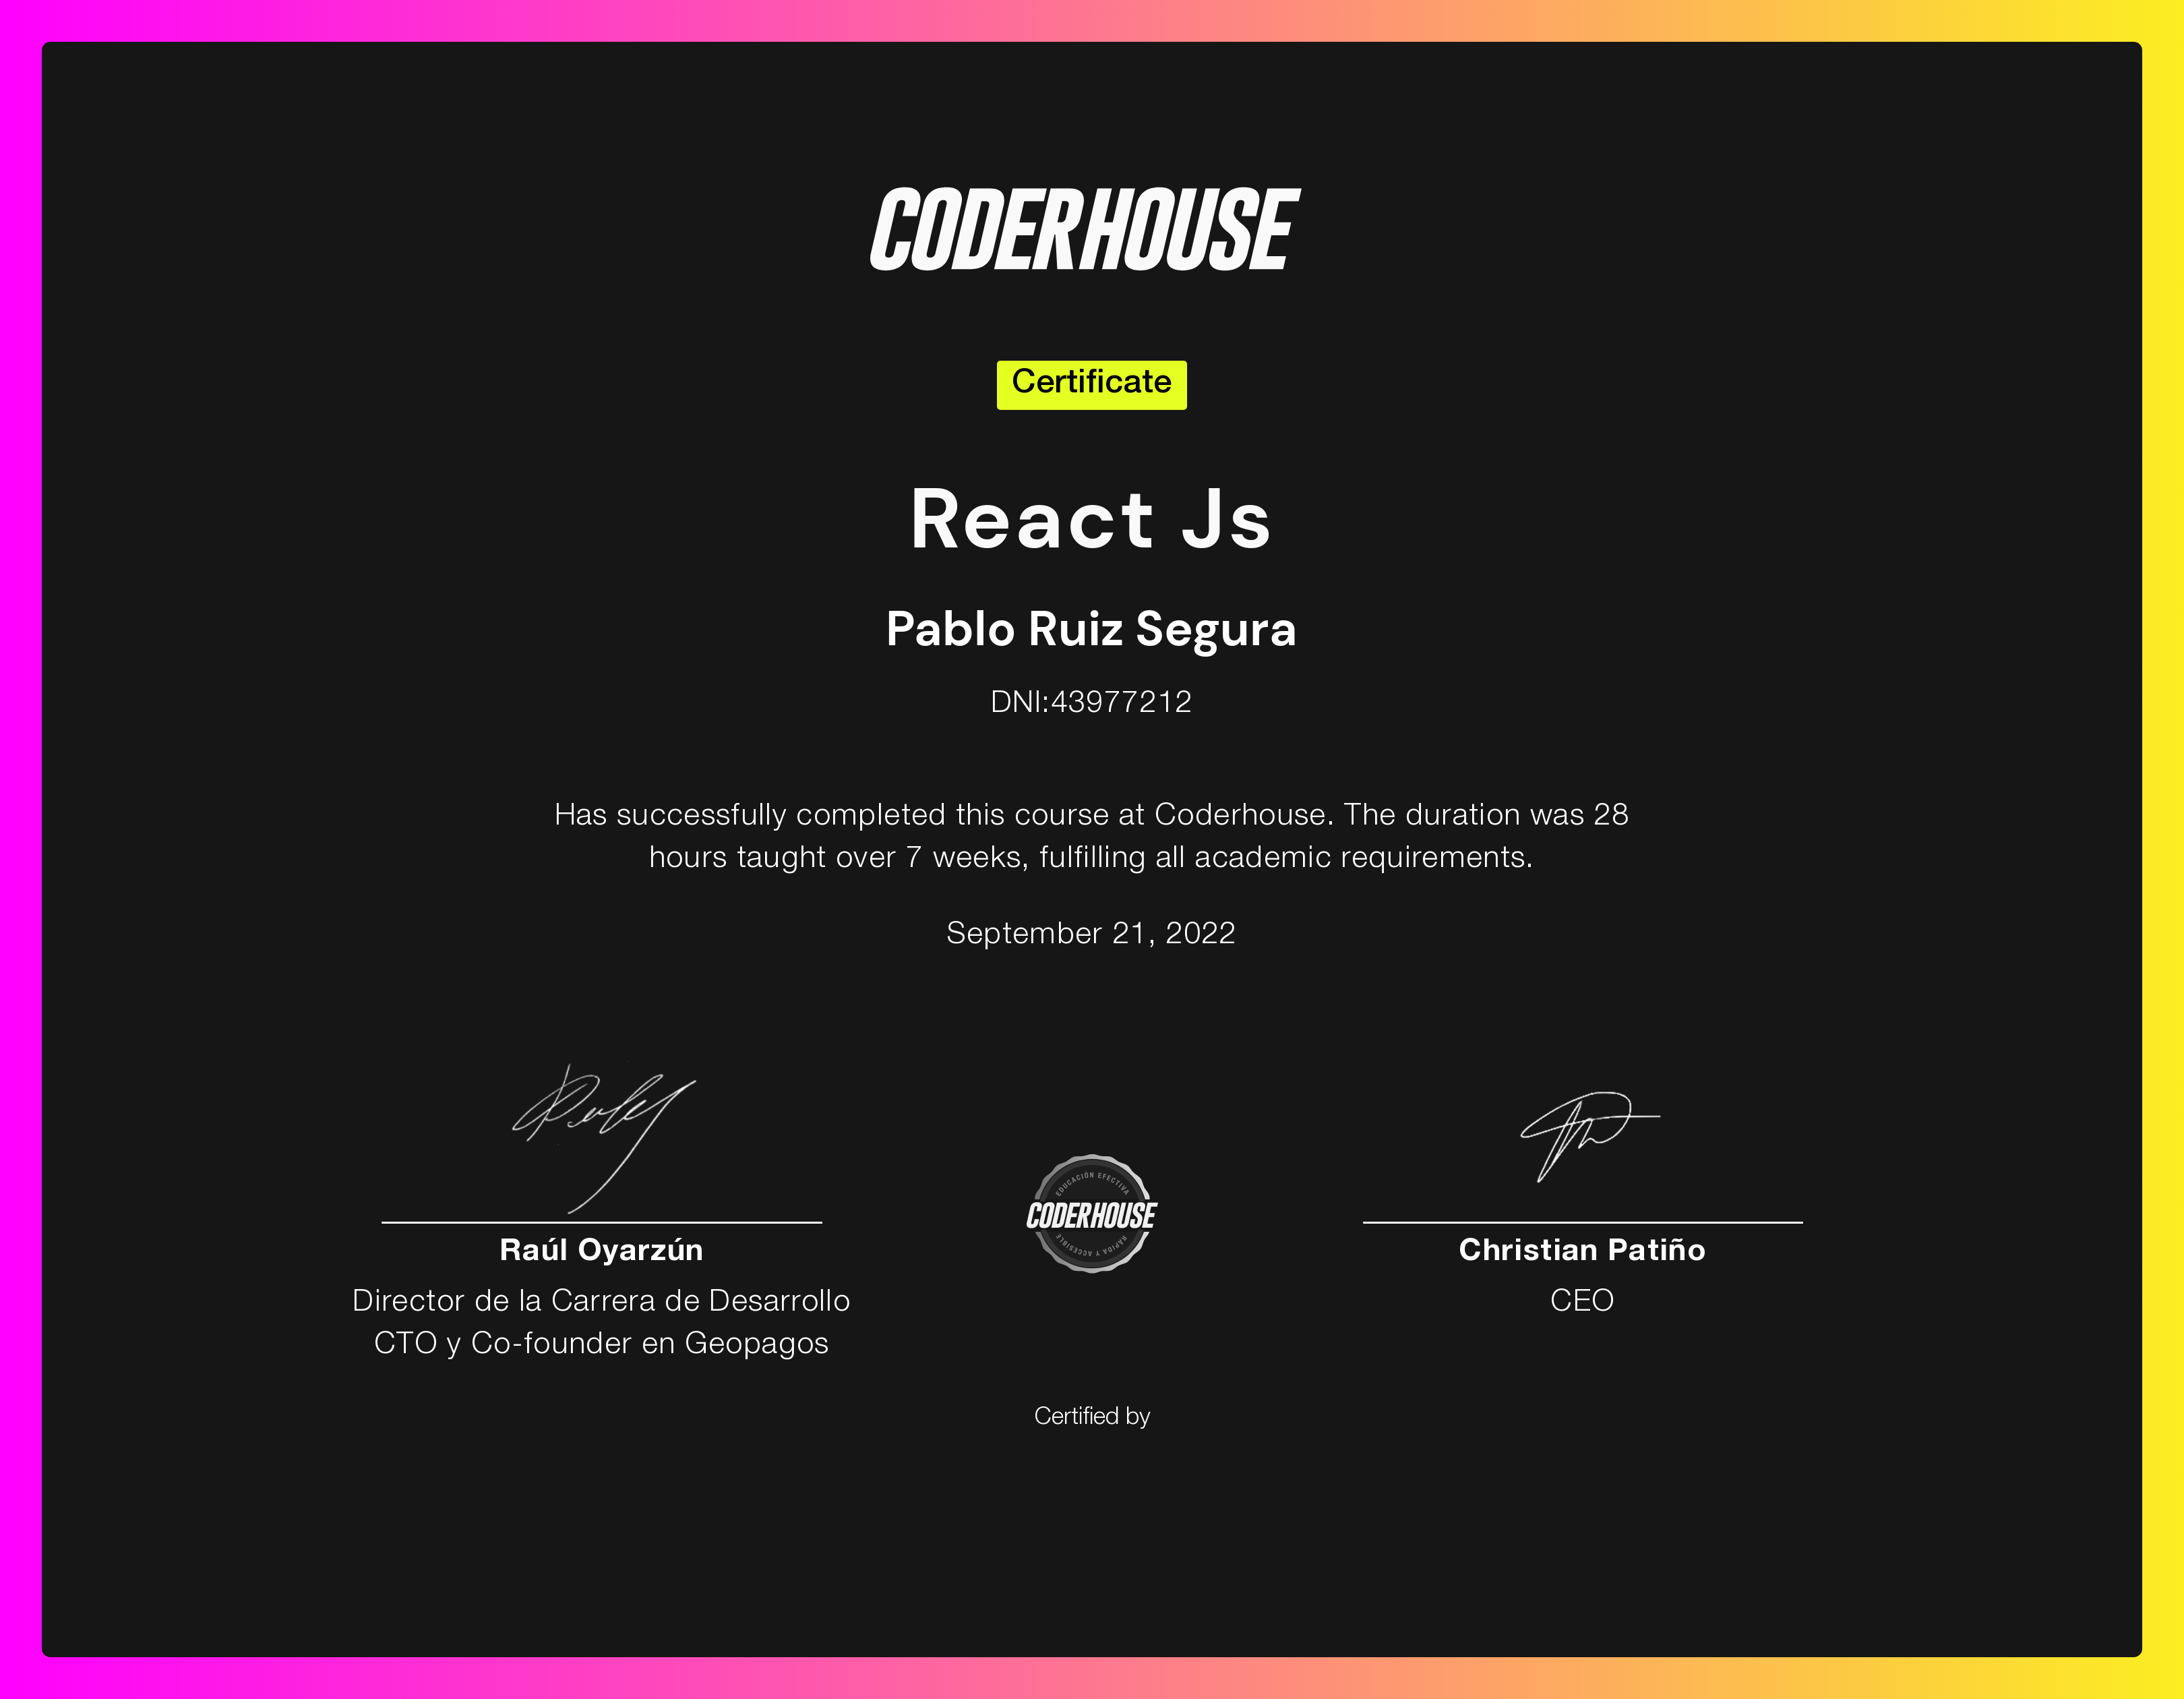 CODERHOUSE
Certificate
React Js
Pablo Ruiz Segura
DNI:43977212
Has successfully completed this course at Coderhouse. The duration was 28
hours taught over 7 weeks, fulfilling all academic requirements.
September 21, 2022
EDUCACIÓN EFECTIVA
CODERHOUSE
RÁPIDA Y ACCESIBLE
Raúl Oyarzún
Director de la Carrera de Desarrollo
CTO y Co-founder en Geopagos
Christian Patiño
CEO
Certified by